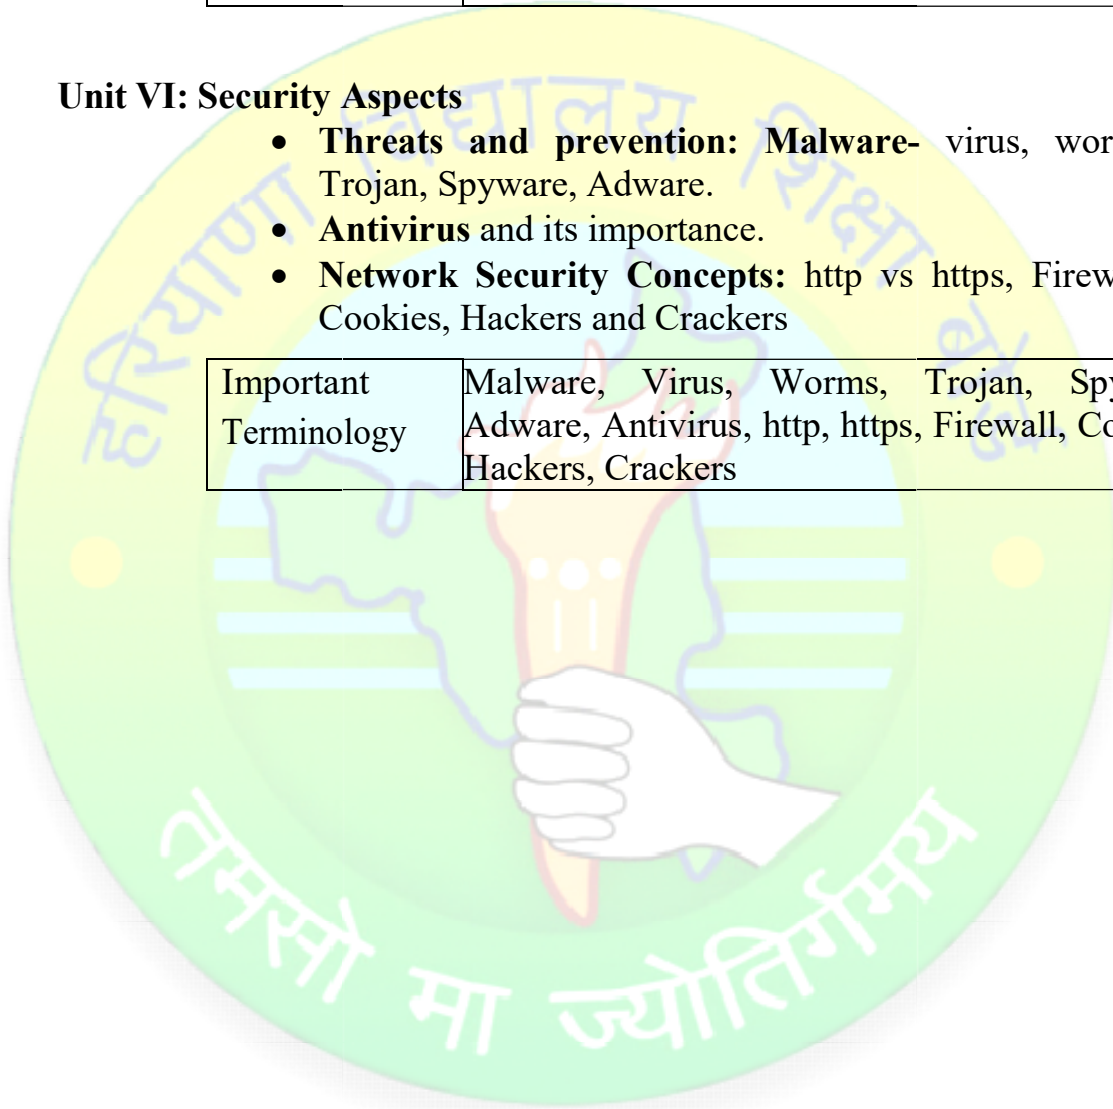 Unit VI: Security Aspects
• Threats and prevention: Malware- virus, wor
Trojan, Spyware, Adware.
• Antivirus and its importance.
• Network Security Concepts: http vs https, Firew
Cookies, Hackers and Crackers
Important Terminology
Malware, Virus, Worms, Trojan, Spy
Adware, Antivirus, http, https, Firewall, Co
Hackers, Crackers
हरियाणा विद्यालय शिक्षा बोर्ड
तमसो मा ज्योतिर्गमय